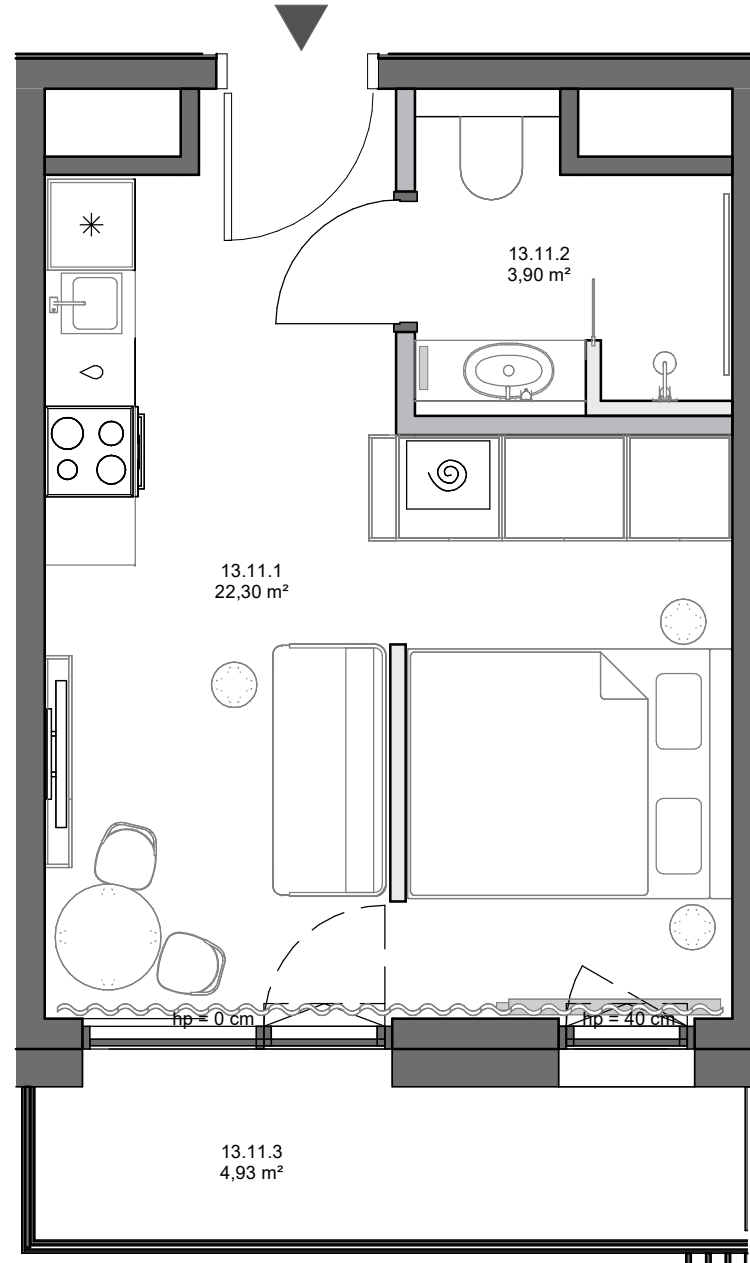 13.11.2
3,90 m²
13.11.1
22,30 m²
hp = 0 cm
hp = 40 cm
13.11.3
4,93 m²